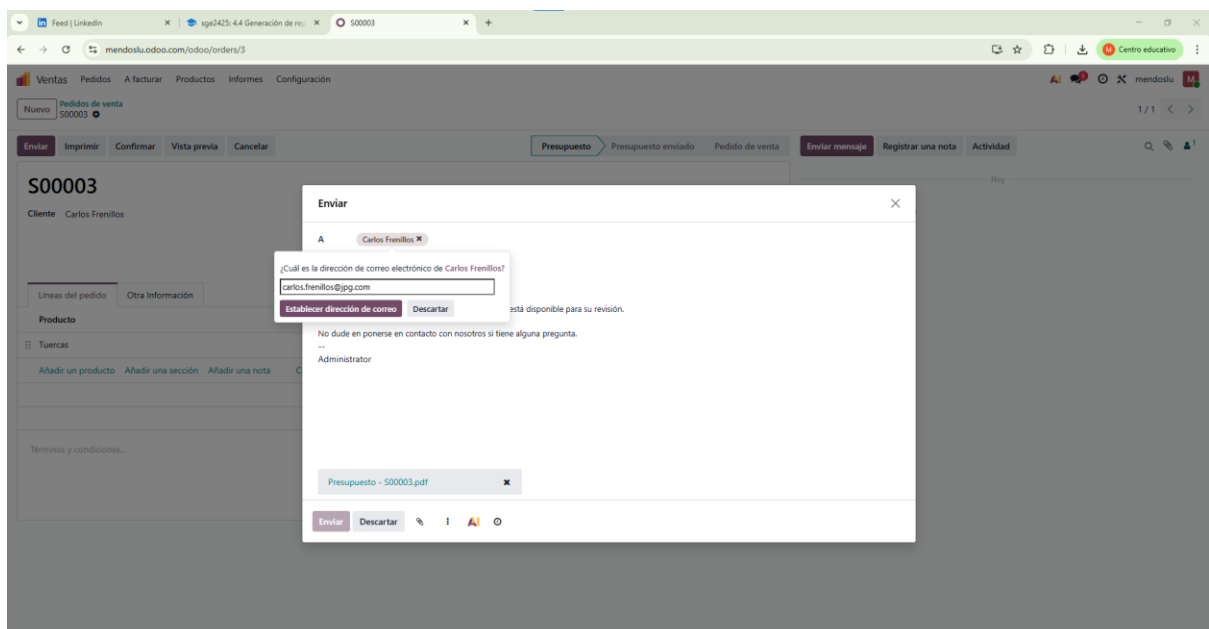 Feed | LinkedIn
sge2425: 4.4 Generación de rej
S00003
mendoslu.odoo.com/odoo/orders/3
Centro educativo
Ventas Pedidos A facturar Productos Informes Configuración
AI mendoslu M
Nuevo Pedidos de venta
S00003
1 / 1
Enviar Imprimir Confirmar Vista previa Cancelar
Presupuesto Presupuesto enviado Pedido de venta
Enviar mensaje Registrar una nota Actividad
1
Hoy
S00003
Cliente Carlos Frenillos
Enviar
A Carlos Frenillos
¿Cuál es la dirección de correo electrónico de Carlos Frenillos?
carlos.frenillos@jpg.com
Establecer dirección de correo Descartar
está disponible para su revisión.
No dude en ponerse en contacto con nosotros si tiene alguna pregunta.
--
Administrator
Líneas del pedido Otra Información
Producto
Tuercas
Añadir un producto Añadir una sección Añadir una nota C
Términos y condiciones...
Presupuesto - S00003.pdf
Enviar Descartar AI